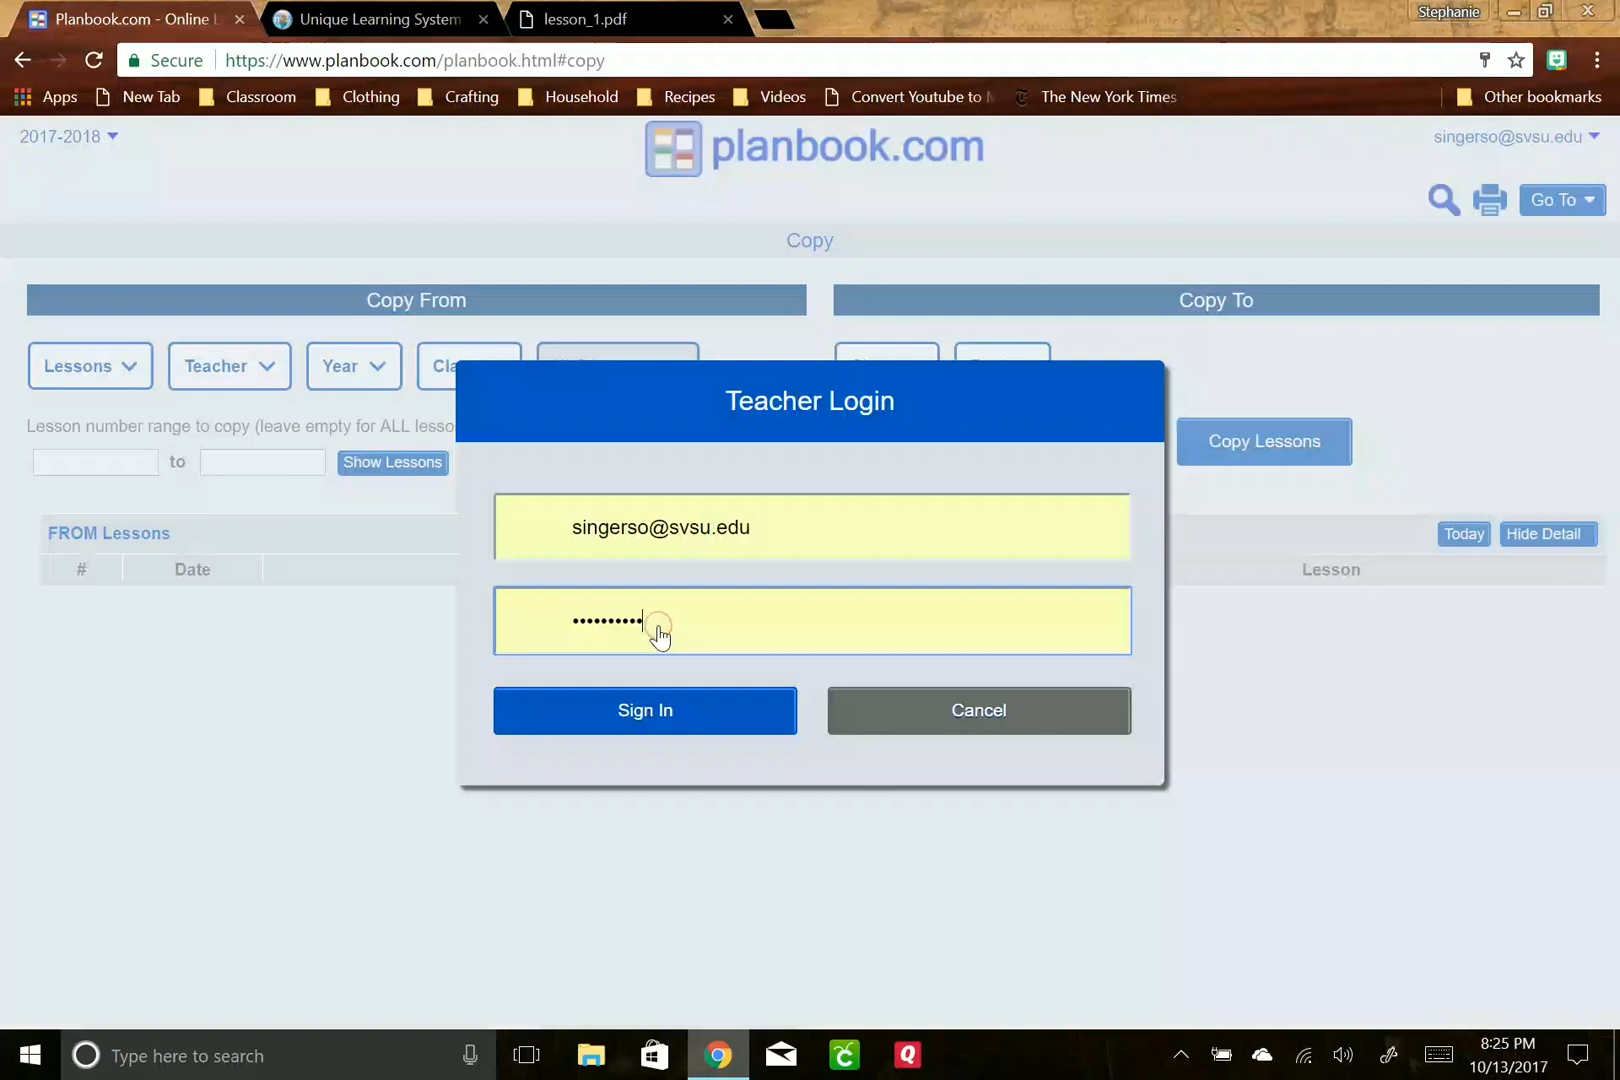 Planbook.com - Online L
Unique Learning System
lesson_1.pdf
Stephanie
Secure
https://www.planbook.com/planbook.html#copy
Apps
New Tab
Classroom
Clothing
Crafting
Household
Recipes
Videos
Convert Youtube to
The New York Times
Other bookmarks
2017-2018
planbook.com
singerso@svsu.edu
Go To
Copy
Copy From
Copy To
Lessons
Teacher
Year
Cla
Lesson number range to copy (leave empty for ALL lesso
to
Show Lessons
Teacher Login
Copy Lessons
singerso@svsu.edu
••••••••••
Sign In
Cancel
FROM Lessons
Today
Hide Detail
#
Date
Lesson
Type here to search
8:25 PM
10/13/2017